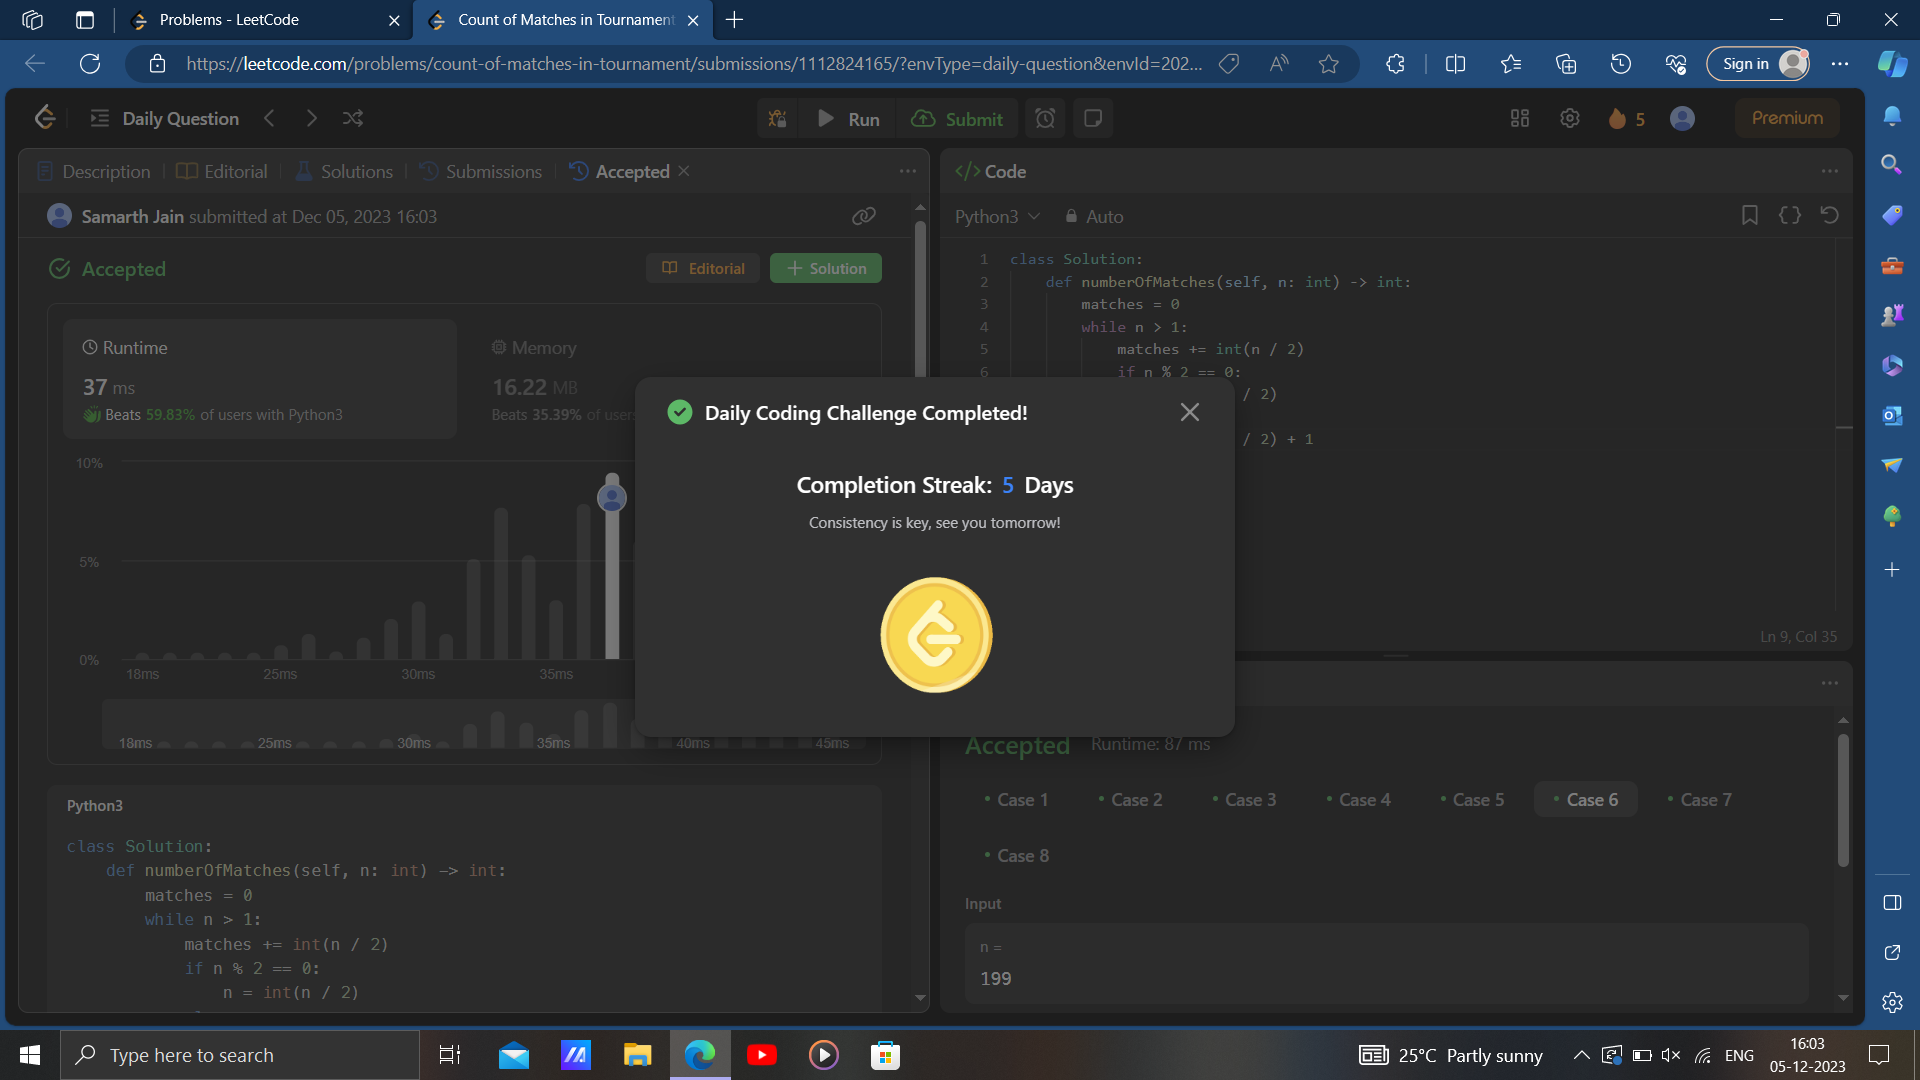 Problems - LeetCode
Count of Matches in Tournament
https://leetcode.com/problems/count-of-matches-in-tournament/submissions/1112824165/?envType=daily-question&envId=202...
Sign in
Daily Question
Run
Submit
5
Premium
Description
Editorial
Solutions
Submissions
Accepted
Samarth Jain submitted at Dec 05, 2023 16:03
Accepted
Editorial
+ Solution
Runtime
37 ms
Beats 59.83% of users with Python3
Memory
16.22 MB
Beats 35.39% of users
10%
5%
0%
18ms 25ms 30ms 35ms
18ms 25ms 30ms 35ms 40ms 45ms
Python3
class Solution:
def numberOfMatches(self, n: int) -> int:
matches = 0
while n > 1:
matches += int(n / 2)
if n % 2 == 0:
n = int(n / 2)
Daily Coding Challenge Completed!
Completion Streak: 5 Days
Consistency is key, see you tomorrow!
</> Code
Python3
Auto
1 class Solution:
2 def numberOfMatches(self, n: int) -> int:
3 matches = 0
4 while n > 1:
5 matches += int(n / 2)
6 if n % 2 == 0:
/ 2)
/ 2) + 1
Ln 9, Col 35
Accepted
Runtime: 87 ms
Case 1
Case 2
Case 3
Case 4
Case 5
Case 6
Case 7
Case 8
Input
n =
199
Type here to search
25°C Partly sunny
ENG
16:03
05-12-2023